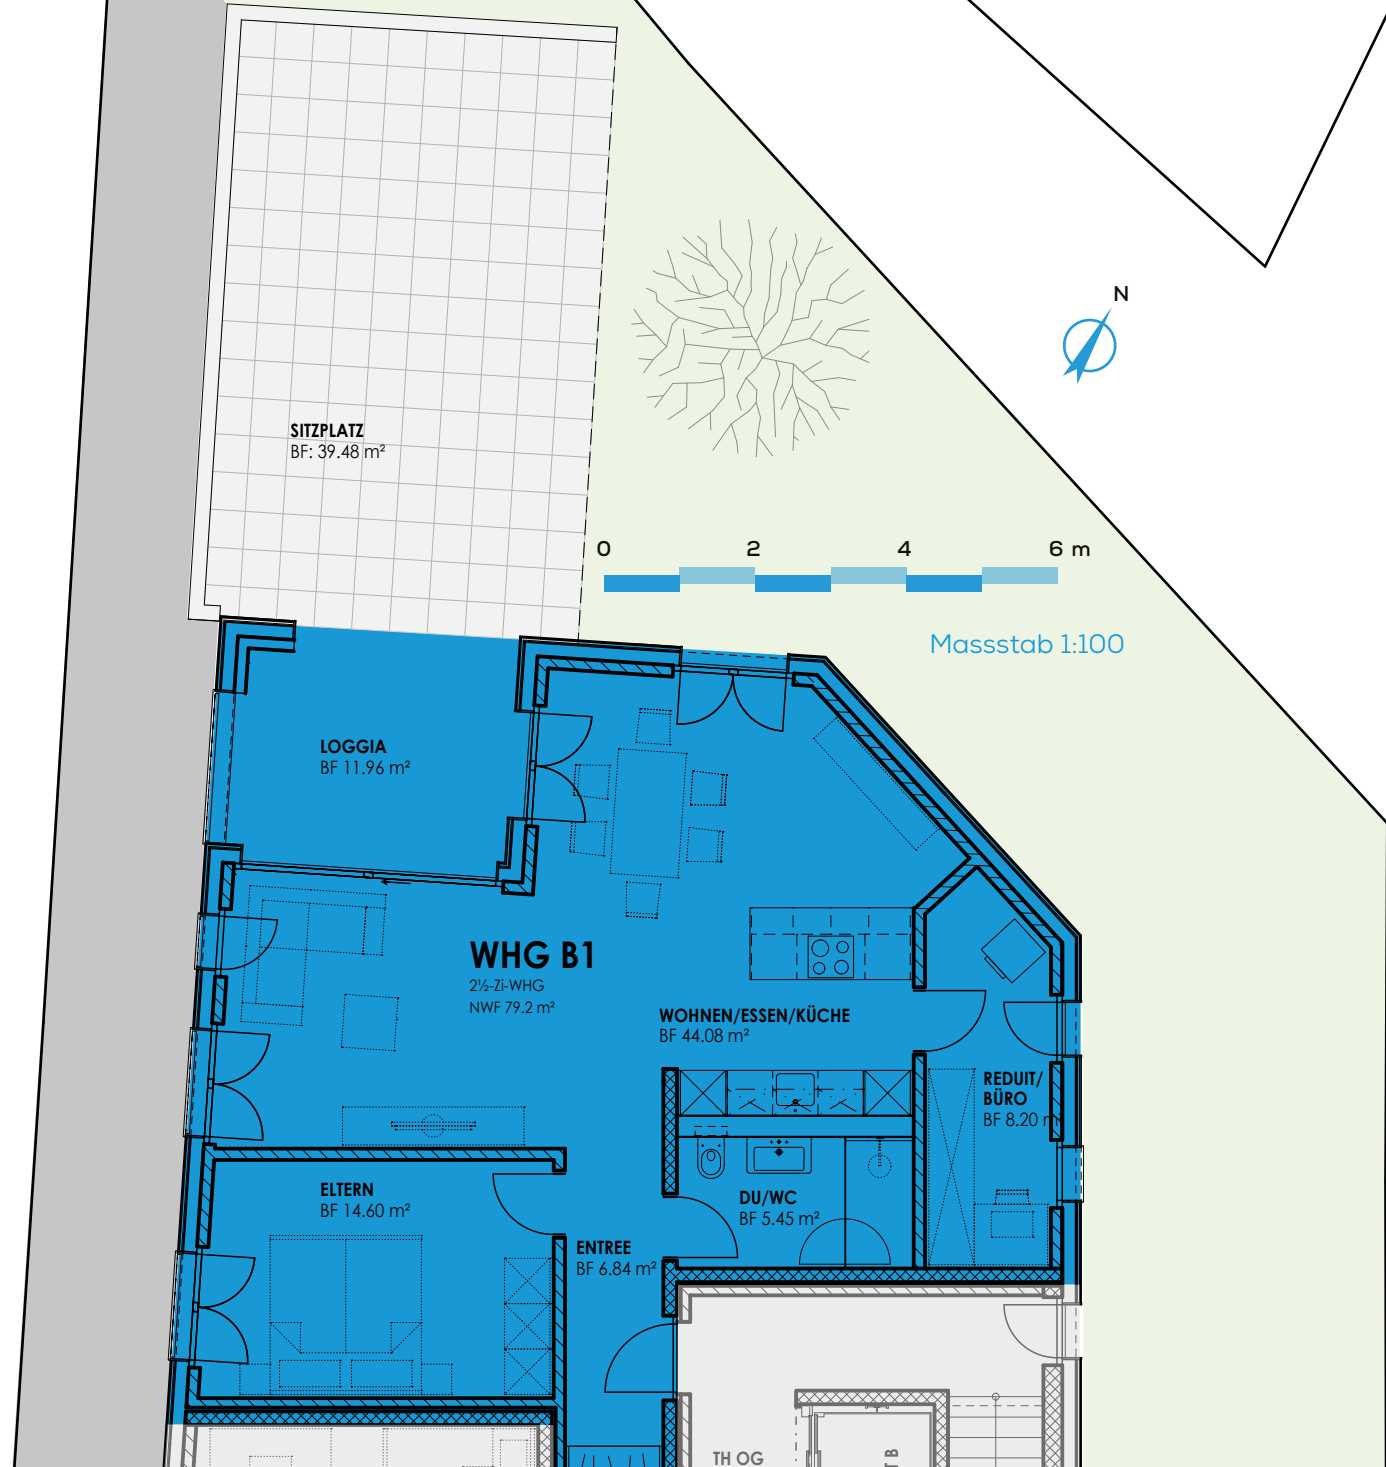 N
SITZPLATZ
BF: 39.48 m²
0 2 4 6 m
Massstab 1:100
LOGGIA
BF 11.96 m²
WHG B1
2½-Zi-WHG
NWF 79.2 m²
WOHNEN/ESSEN/KÜCHE
BF 44.08 m²
REDUIT/
BÜRO
BF 8.20 m
ELTERN
BF 14.60 m²
DU/WC
BF 5.45 m²
ENTREE
BF 6.84 m²
TH OG
T B